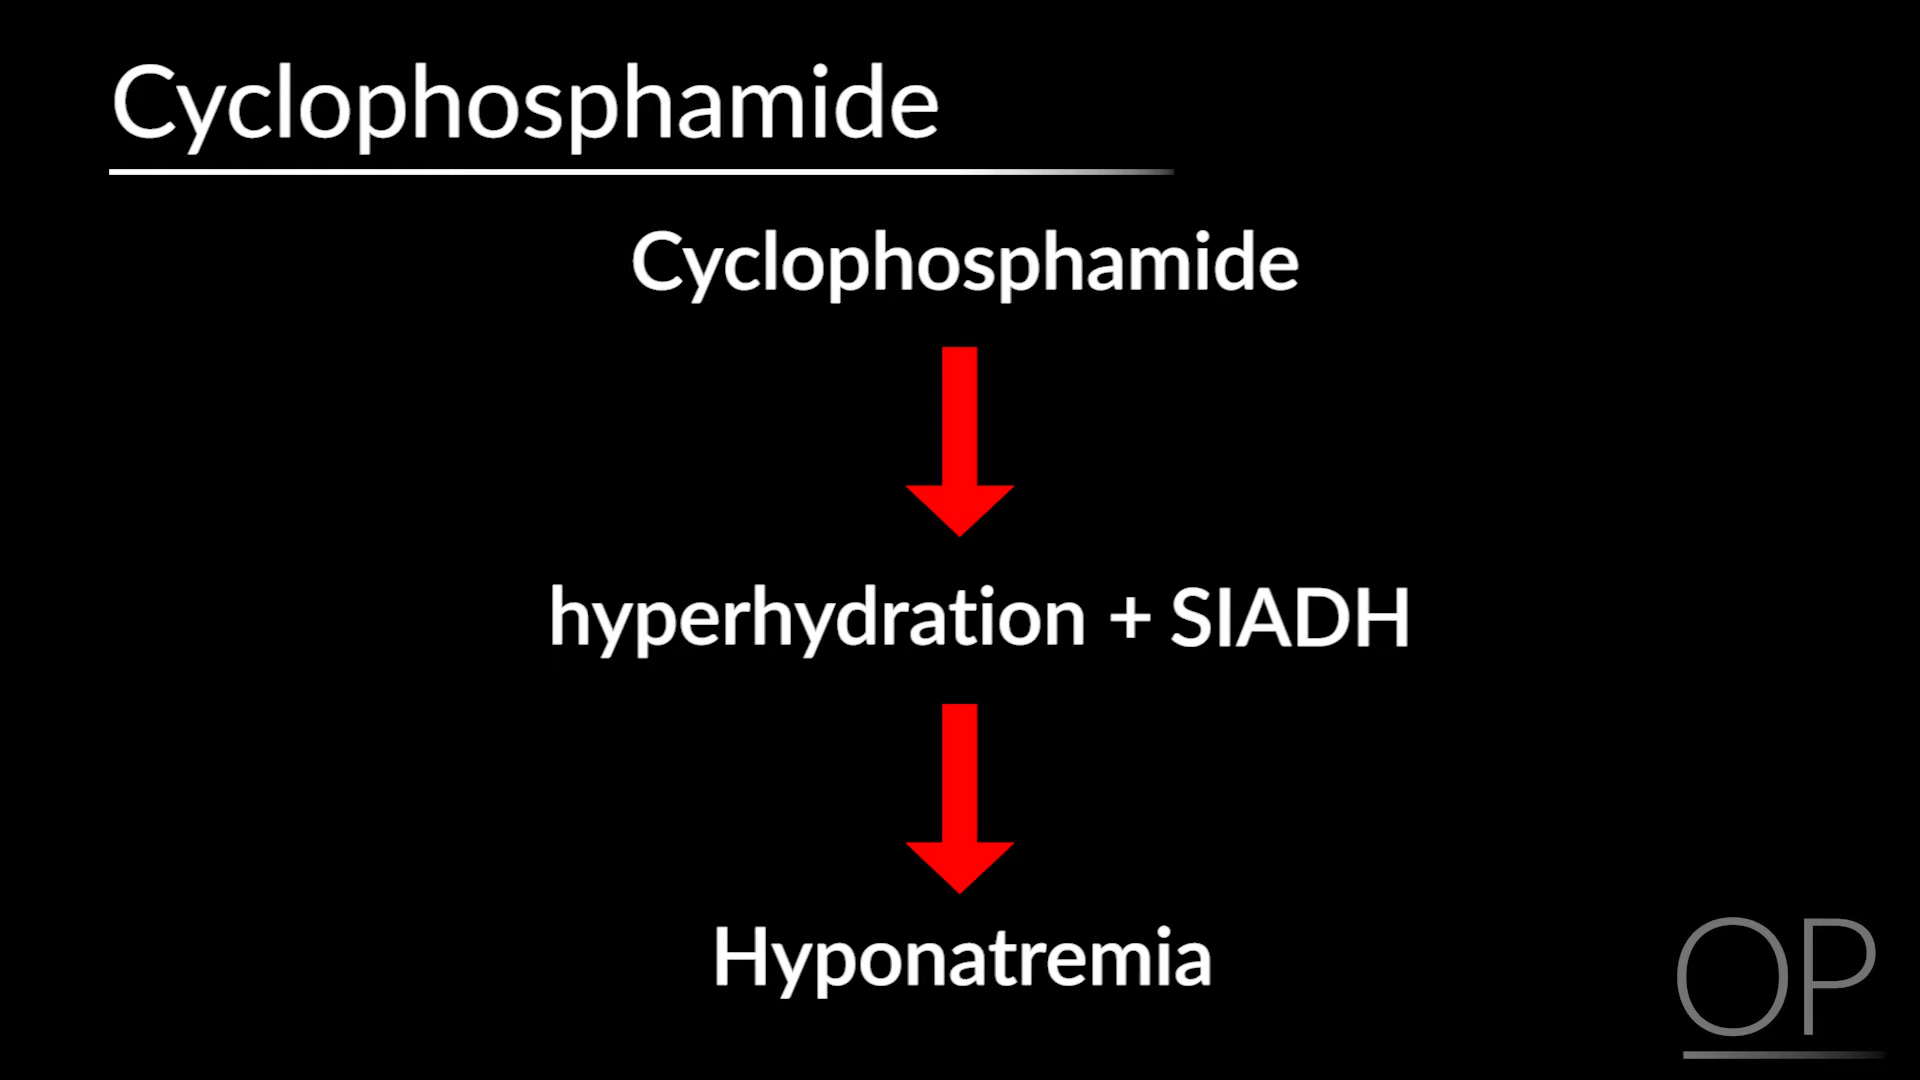 Cyclophosphamide
Cyclophosphamide
hyperhydration + SIADH
Hyponatremia
OP